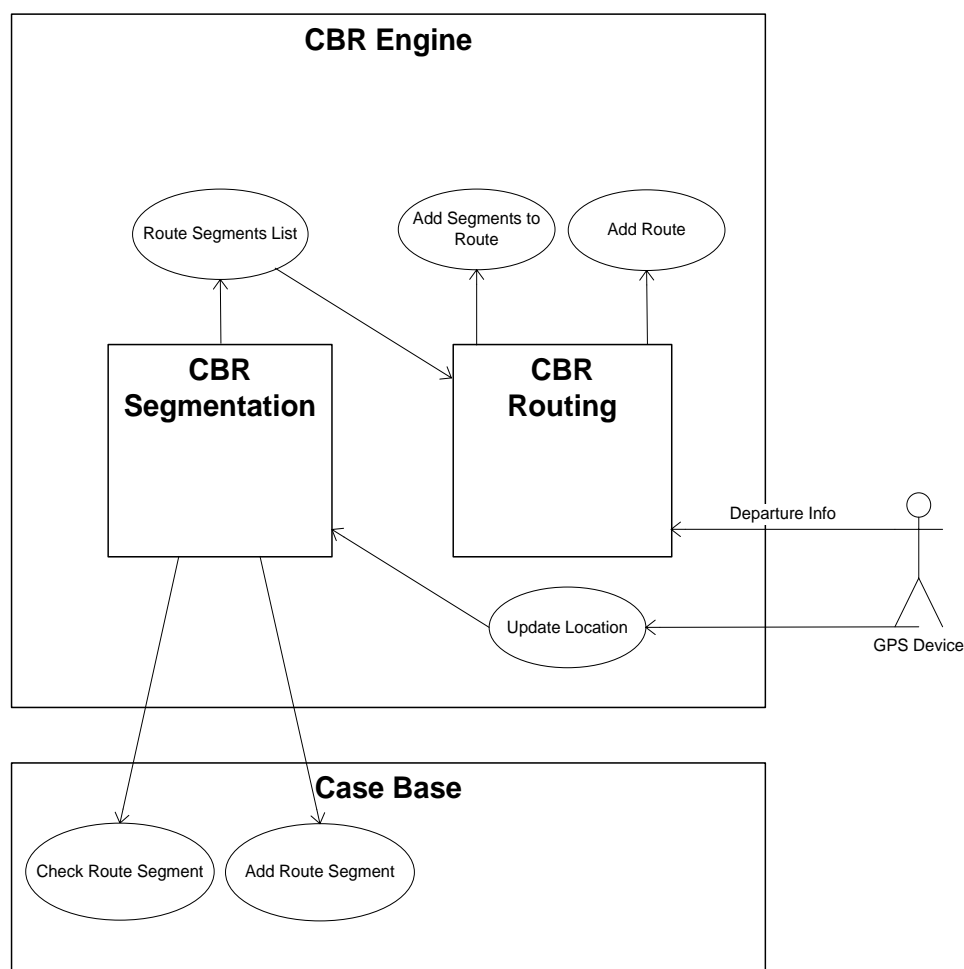 CBR Engine
Route Segments List
Add Segments to
Route
Add Route
CBR
Segmentation
CBR
Routing
Departure Info
Update Location
GPS Device
Case Base
Check Route Segment
Add Route Segment